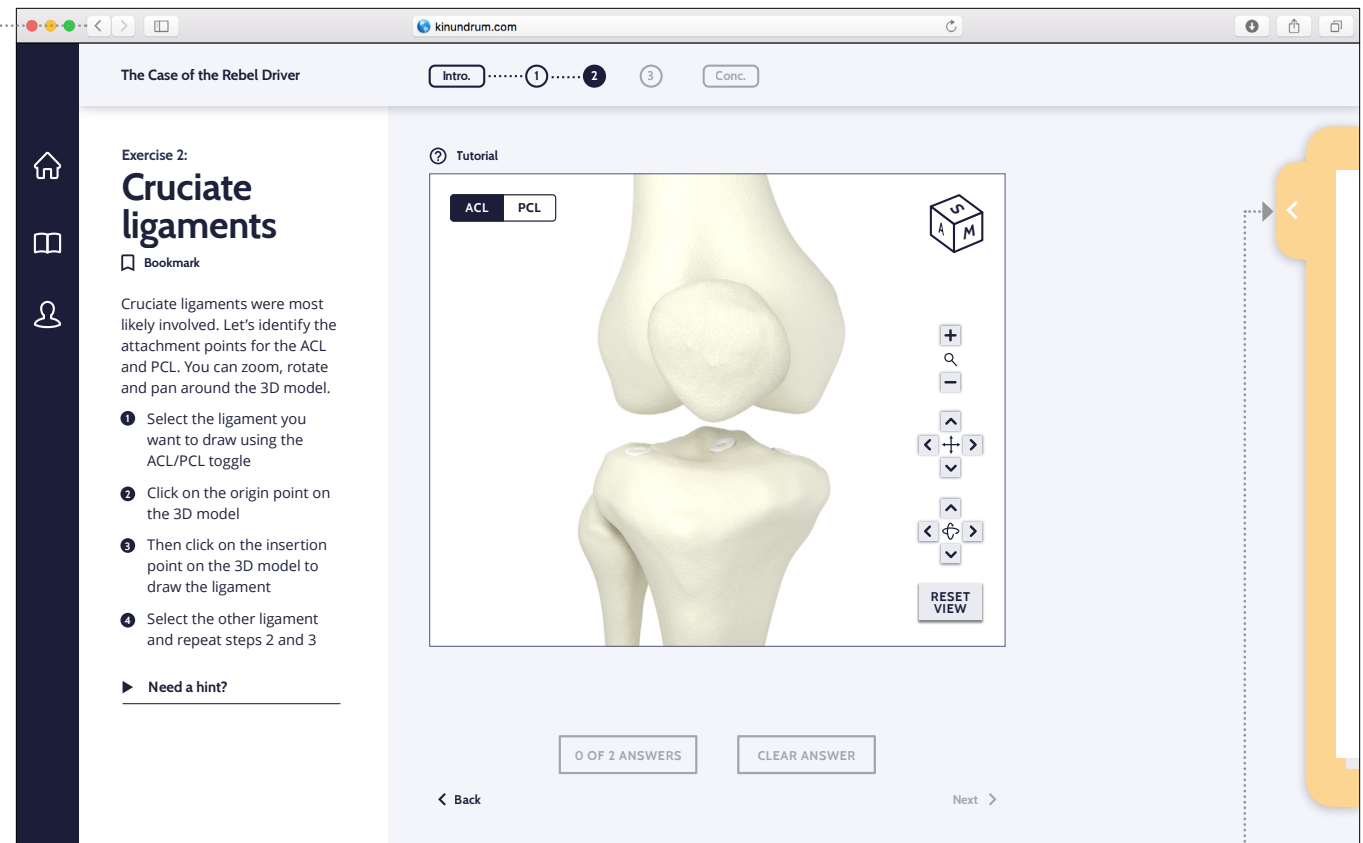 kinundrum.com
The Case of the Rebel Driver
Intro. 1 2 3 Conc.
Exercise 2:
Cruciate
ligaments
Bookmark
Cruciate ligaments were most
likely involved. Let's identify the
attachment points for the ACL
and PCL. You can zoom, rotate
and pan around the 3D model.
1 Select the ligament you
want to draw using the
ACL/PCL toggle
2 Click on the origin point on
the 3D model
3 Then click on the insertion
point on the 3D model to
draw the ligament
4 Select the other ligament
and repeat steps 2 and 3
Need a hint?
? Tutorial
ACL PCL
S
A M
RESET
VIEW
0 OF 2 ANSWERS CLEAR ANSWER
Back Next